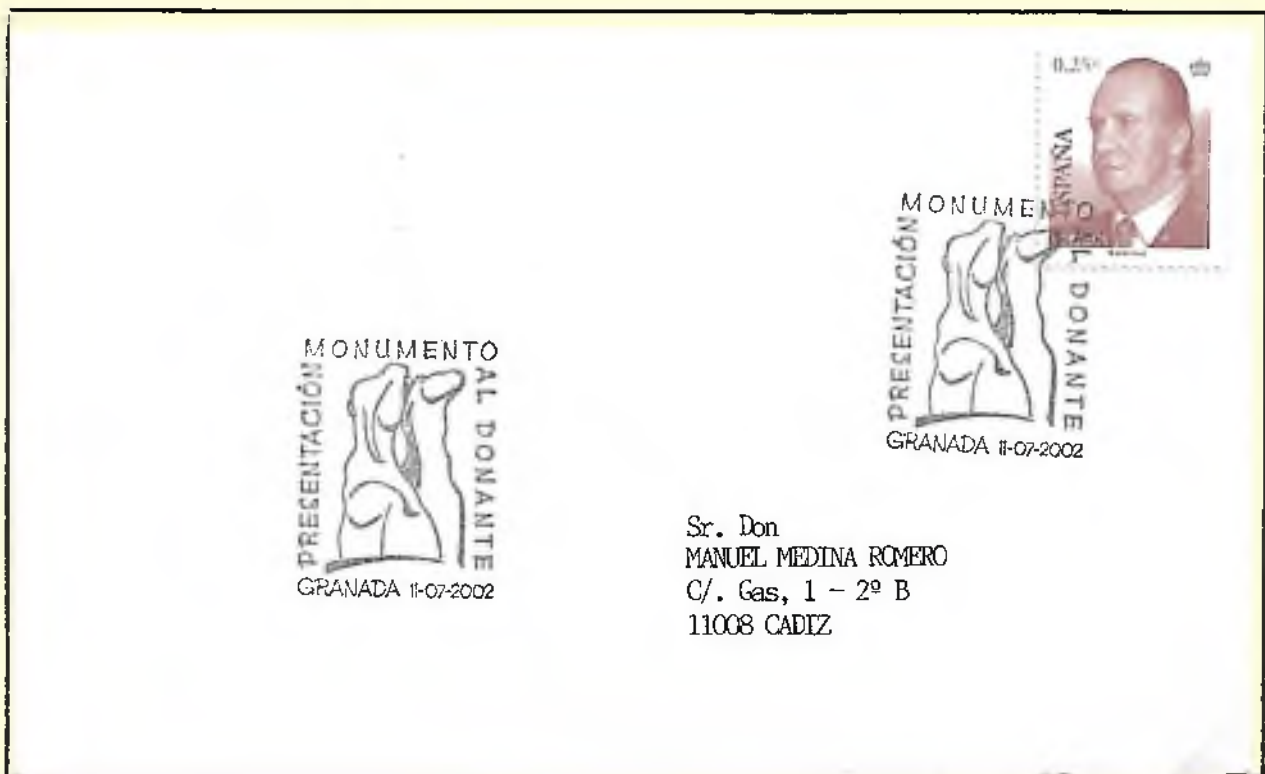 0.25€
ESPAÑA
PRESENTACIÓN
MONUMENTO
AL DONANTE
GRANADA 11-07-2002
PRESENTACIÓN
MONUMENTO
AL DONANTE
GRANADA 11-07-2002
Sr. Don
MANUEL MEDINA ROMERO
C/. Gas, 1 - 2º B
11008 CADIZ